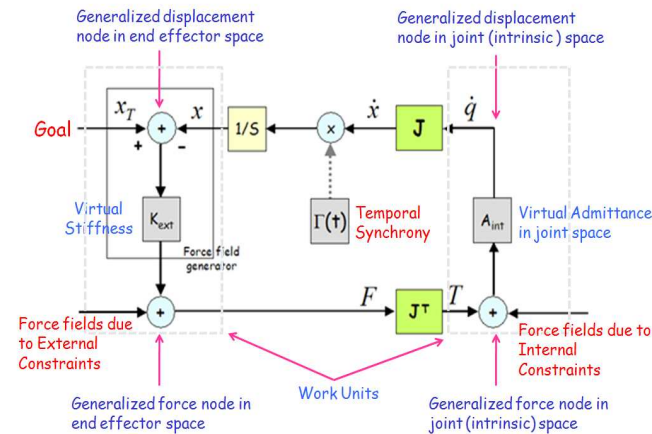 Generalized displacement
node in end effector space
Generalized displacement
node in joint (intrinsic ) space
Goal
x_T
+
+
−
x
1/S
x
ẋ
J
q̇
Virtual
Stiffness
K_ext
Γ(t)
Temporal
Synchrony
A_int
Virtual Admittance
in joint space
Force field
generator
+
F
J^T
T
+
Force fields due
to External
Constraints
Force fields due to
Internal
Constraints
Work Units
Generalized force node in
end effector space
Generalized force node in
joint (intrinsic) space